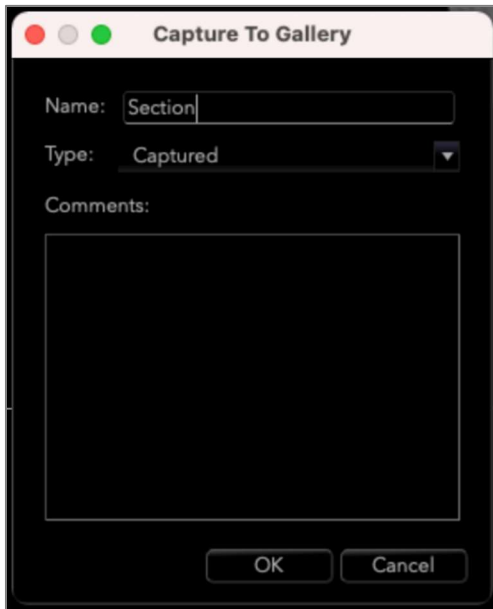 Capture To Gallery
Name: Section
Type: Captured
Comments:
OK Cancel